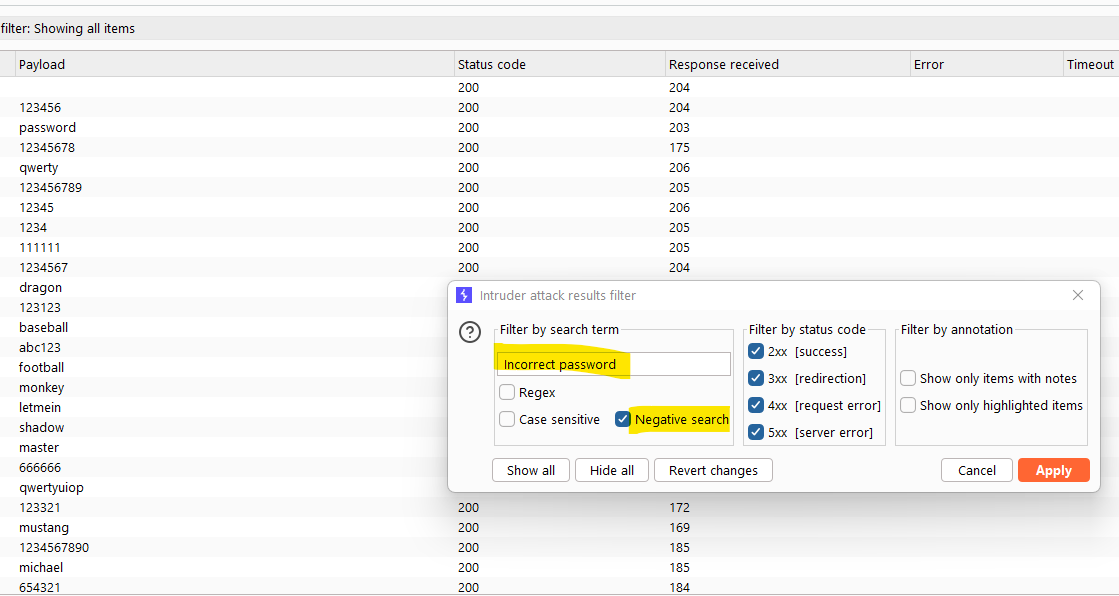 filter: Showing all items
Payload Status code Response received Error Timeout
200 204
123456 200 204
password 200 203
12345678 200 175
qwerty 200 206
123456789 200 205
12345 200 206
1234 200 205
111111 200 205
1234567 200 204
dragon
123123
baseball
abc123
football
monkey
letmein
shadow
master
666666
qwertyuiop
123321 200 172
mustang 200 169
1234567890 200 185
michael 200 185
654321 200 184
Intruder attack results filter
?
Filter by search term
Incorrect password
Regex
Case sensitive Negative search
Filter by status code
2xx [success]
3xx [redirection]
4xx [request error]
5xx [server error]
Filter by annotation
Show only items with notes
Show only highlighted items
Show all Hide all Revert changes Cancel Apply